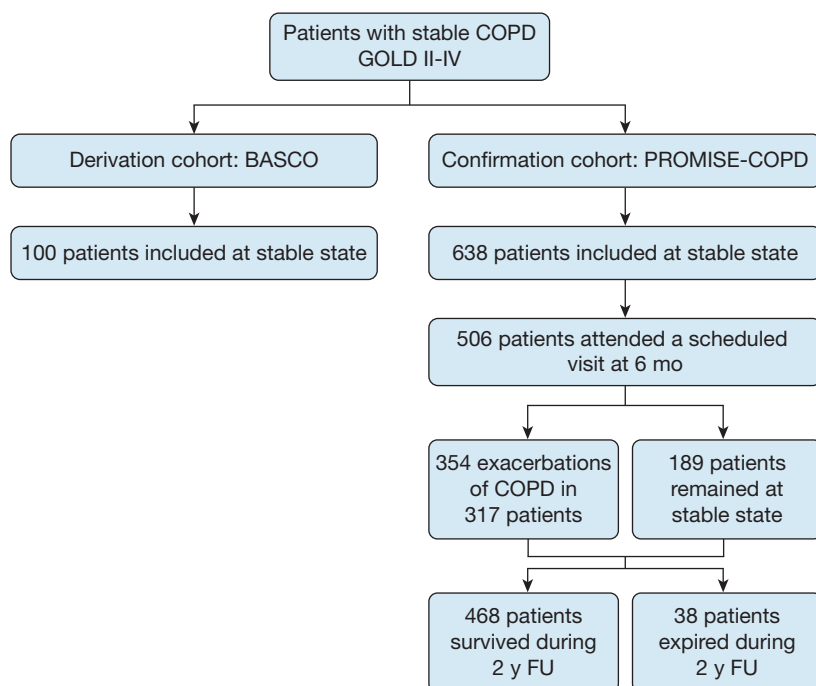 Patients with stable COPD
GOLD II-IV
Derivation cohort: BASCO
Confirmation cohort: PROMISE-COPD
100 patients included at stable state
638 patients included at stable state
506 patients attended a scheduled
visit at 6 mo
354 exacerbations
of COPD in
317 patients
189 patients
remained at
stable state
468 patients
survived during
2 y FU
38 patients
expired during
2 y FU